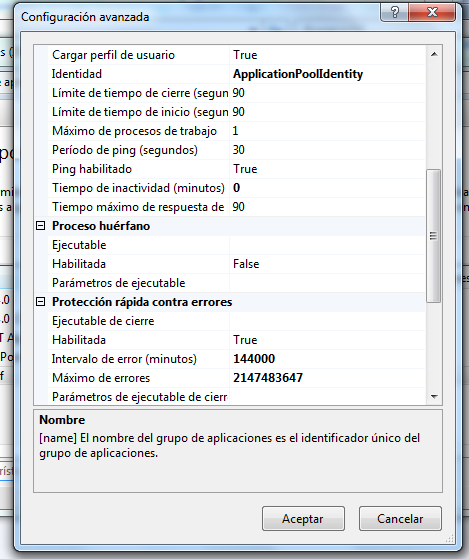 Configuración avanzada
Cargar perfil de usuario True
Identidad ApplicationPoolIdentity
Límite de tiempo de cierre (segun 90
Límite de tiempo de inicio (segun 90
Máximo de procesos de trabajo 1
Período de ping (segundos) 30
Ping habilitado True
Tiempo de inactividad (minutos) 0
Tiempo máximo de respuesta de 90
Proceso huérfano
Ejecutable
Habilitada False
Parámetros de ejecutable
Protección rápida contra errores
Ejecutable de cierre
Habilitada True
Intervalo de error (minutos) 144000
Máximo de errores 2147483647
Parámetros de ejecutable de cierr
Nombre
[name] El nombre del grupo de aplicaciones es el identificador único del
grupo de aplicaciones.
Aceptar Cancelar